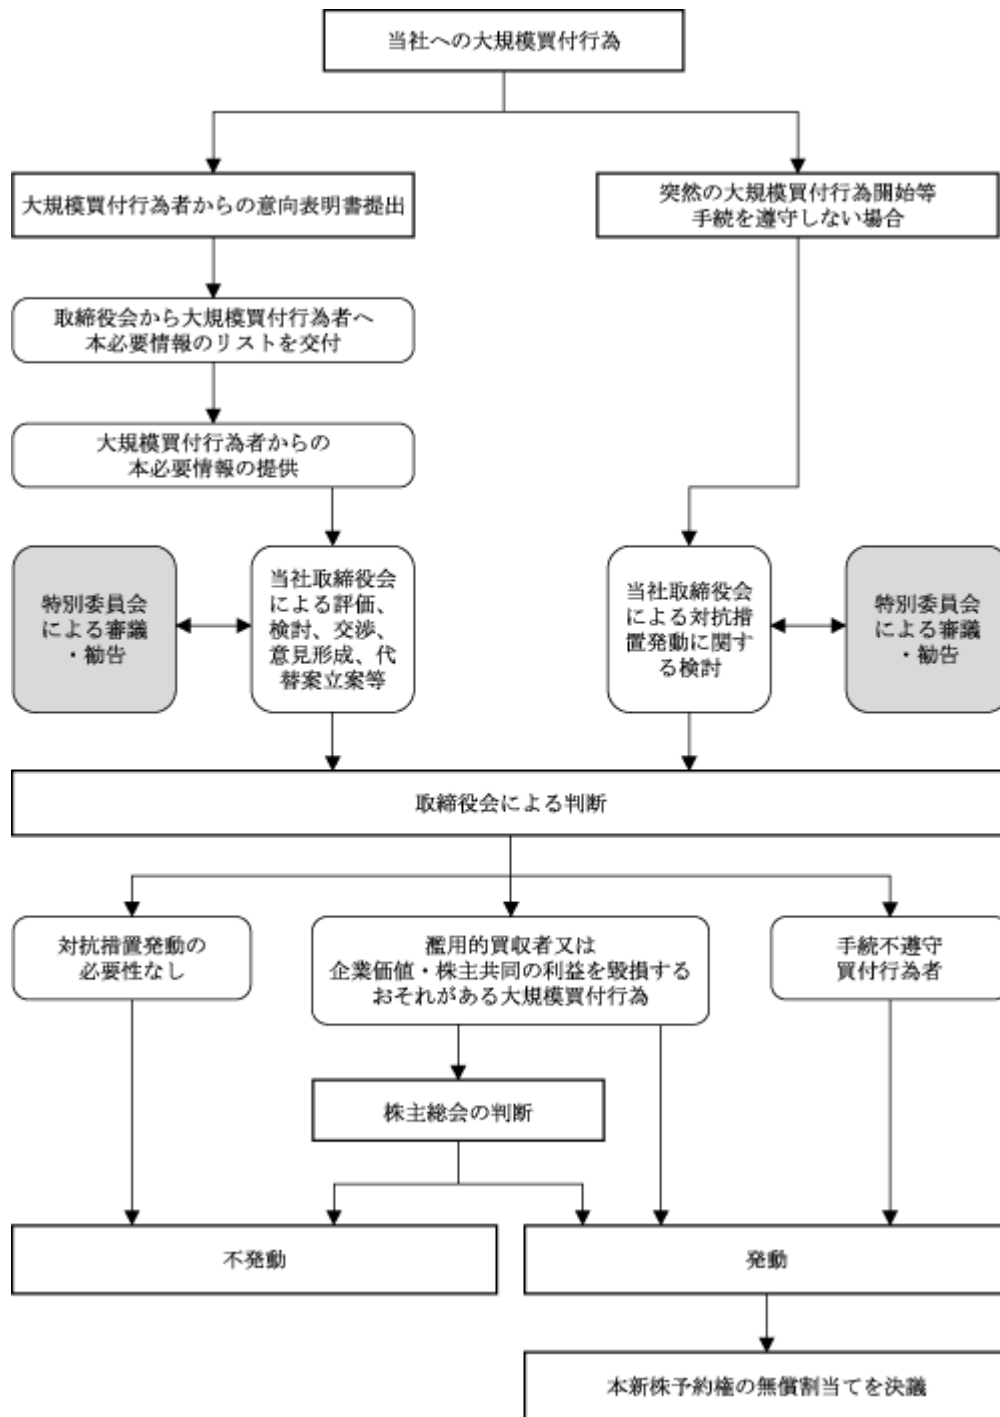 当社への大規模買付行為
大規模買付行為者からの意向表明書提出
突然の大規模買付行為開始等
手続を遵守しない場合
取締役会から大規模買付行為者へ
本必要情報のリストを交付
大規模買付行為者からの
本必要情報の提供
特別委員会
による審議
・勧告
当社取締役会
による評価、
検討、交渉、
意見形成、代
替案立案等
当社取締役会
による対抗措
置発動に関す
る検討
特別委員会
による審議
・勧告
取締役会による判断
対抗措置発動の
必要性なし
濫用的買収者又は
企業価値・株主共同の利益を毀損する
おそれがある大規模買付行為
手続不遵守
買付行為者
株主総会の判断
不発動
発動
本新株予約権の無償割当てを決議